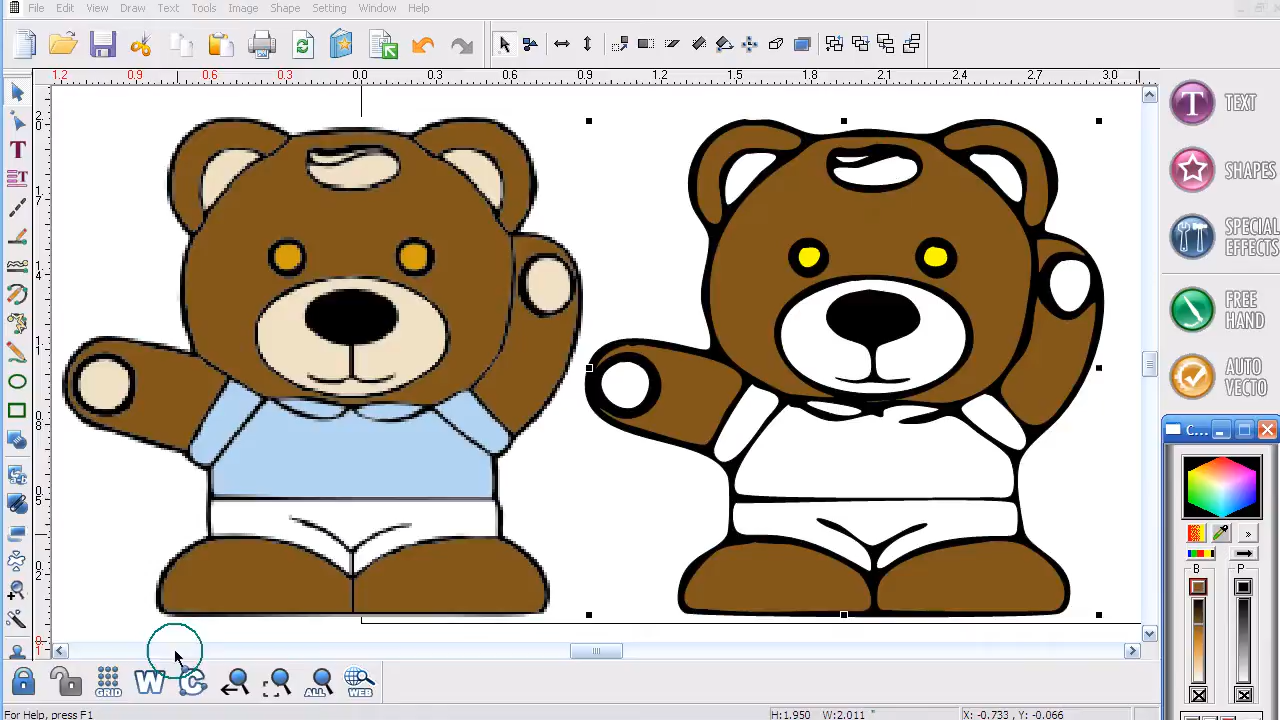 File Edit View Draw Text Tools Image Shape Setting Window Help
1.2 0.9 0.6 0.3 0.0 0.3 0.6 0.9 1.2 1.5 1.8 2.1 2.4 2.7 3.0
T TEXT
SHAPES
SPECIAL
EFFECTS
FREE
HAND
AUTO
VECTO
C...
»
B P
GRID W C ALL WEB
For Help, press F1 H:1.950 W:2.011 " X: -0.733 , Y: -0.066